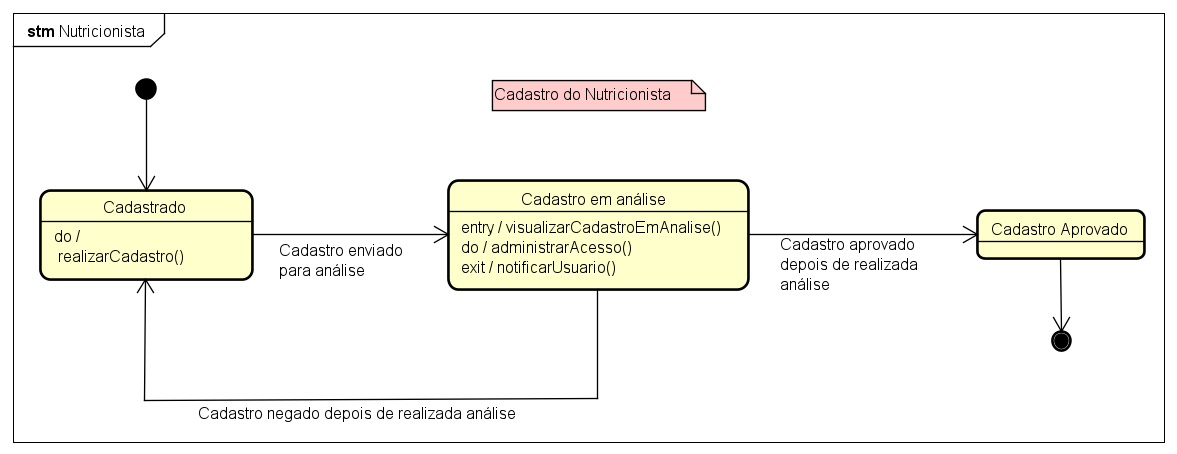 stm Nutricionista
Cadastro do Nutricionista
Cadastrado
do /
realizarCadastro()
Cadastro enviado
para análise
Cadastro em análise
entry / visualizarCadastroEmAnalise()
do / administrarAcesso()
exit / notificarUsuario()
Cadastro aprovado
depois de realizada
análise
Cadastro Aprovado
Cadastro negado depois de realizada análise